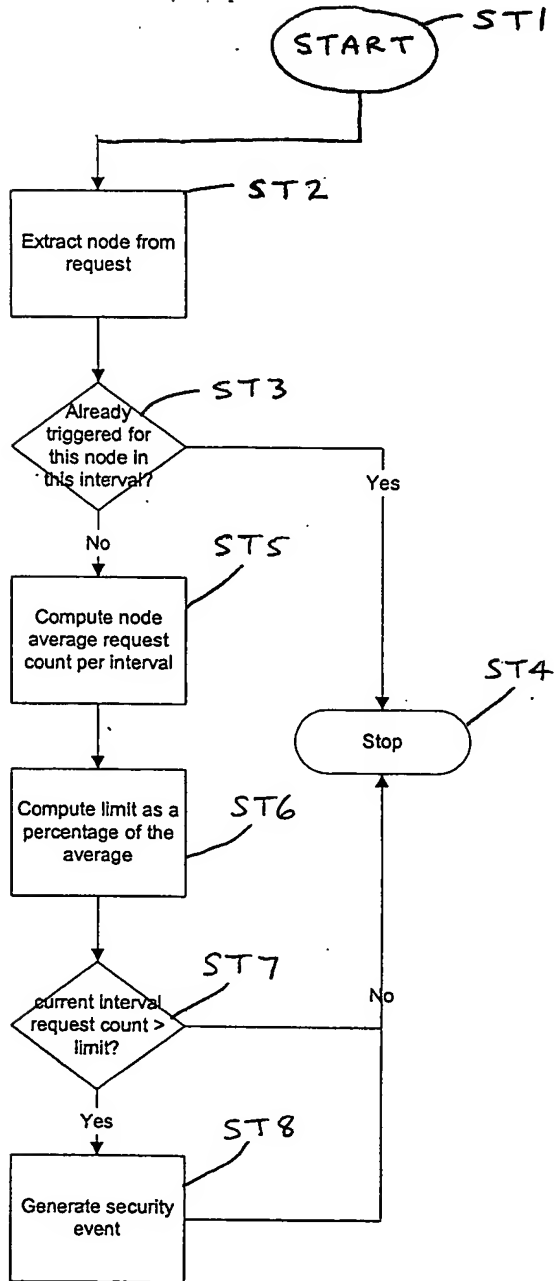 START
ST1
ST2
Extract node from
request
ST3
Already
triggered for
this node in
this interval?
Yes
No
ST5
Compute node
average request
count per interval
ST4
Stop
Compute limit as a
percentage of the
average
ST6
ST7
current interval
request count >
limit?
No
Yes
ST8
Generate security
event